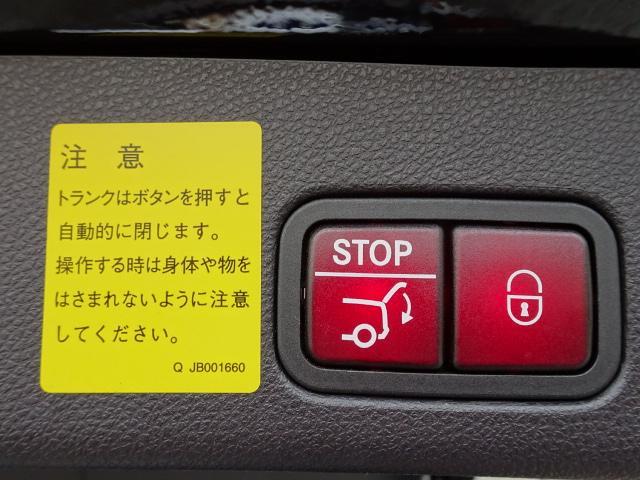 注 意
トランクはボタンを押すと
自動的に閉じます。
操作する時は身体や物を
はさまれないように注意
してください。
Q JB001660
STOP